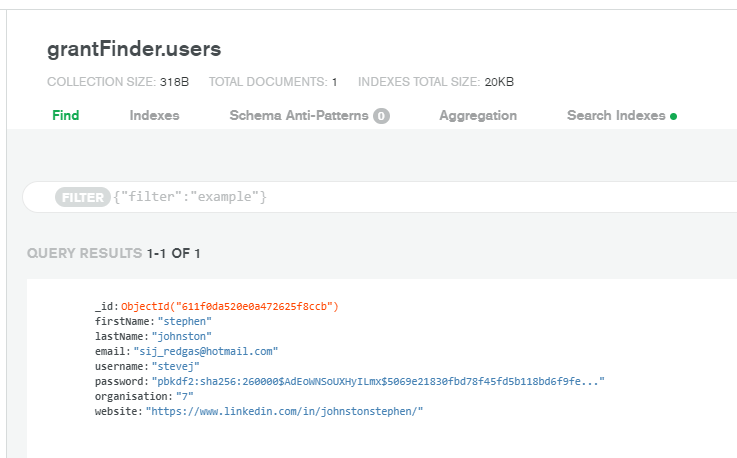 grantFinder.users
COLLECTION SIZE: 318B TOTAL DOCUMENTS: 1 INDEXES TOTAL SIZE: 20KB
Find Indexes Schema Anti-Patterns 0 Aggregation Search Indexes
FILTER {"filter":"example"}
QUERY RESULTS 1-1 OF 1
_id: ObjectId("611f0da520e0a472625f8ccb")
firstName: "stephen"
lastName: "johnston"
email: "sij_redgas@hotmail.com"
username: "stevej"
password: "pbkdf2:sha256:260000$AdEoWNSoUXHyILmx$5069e21830fbd78f45fd5b118bd6f9fe..."
organisation: "7"
website: "https://www.linkedin.com/in/johnstonstephen/"